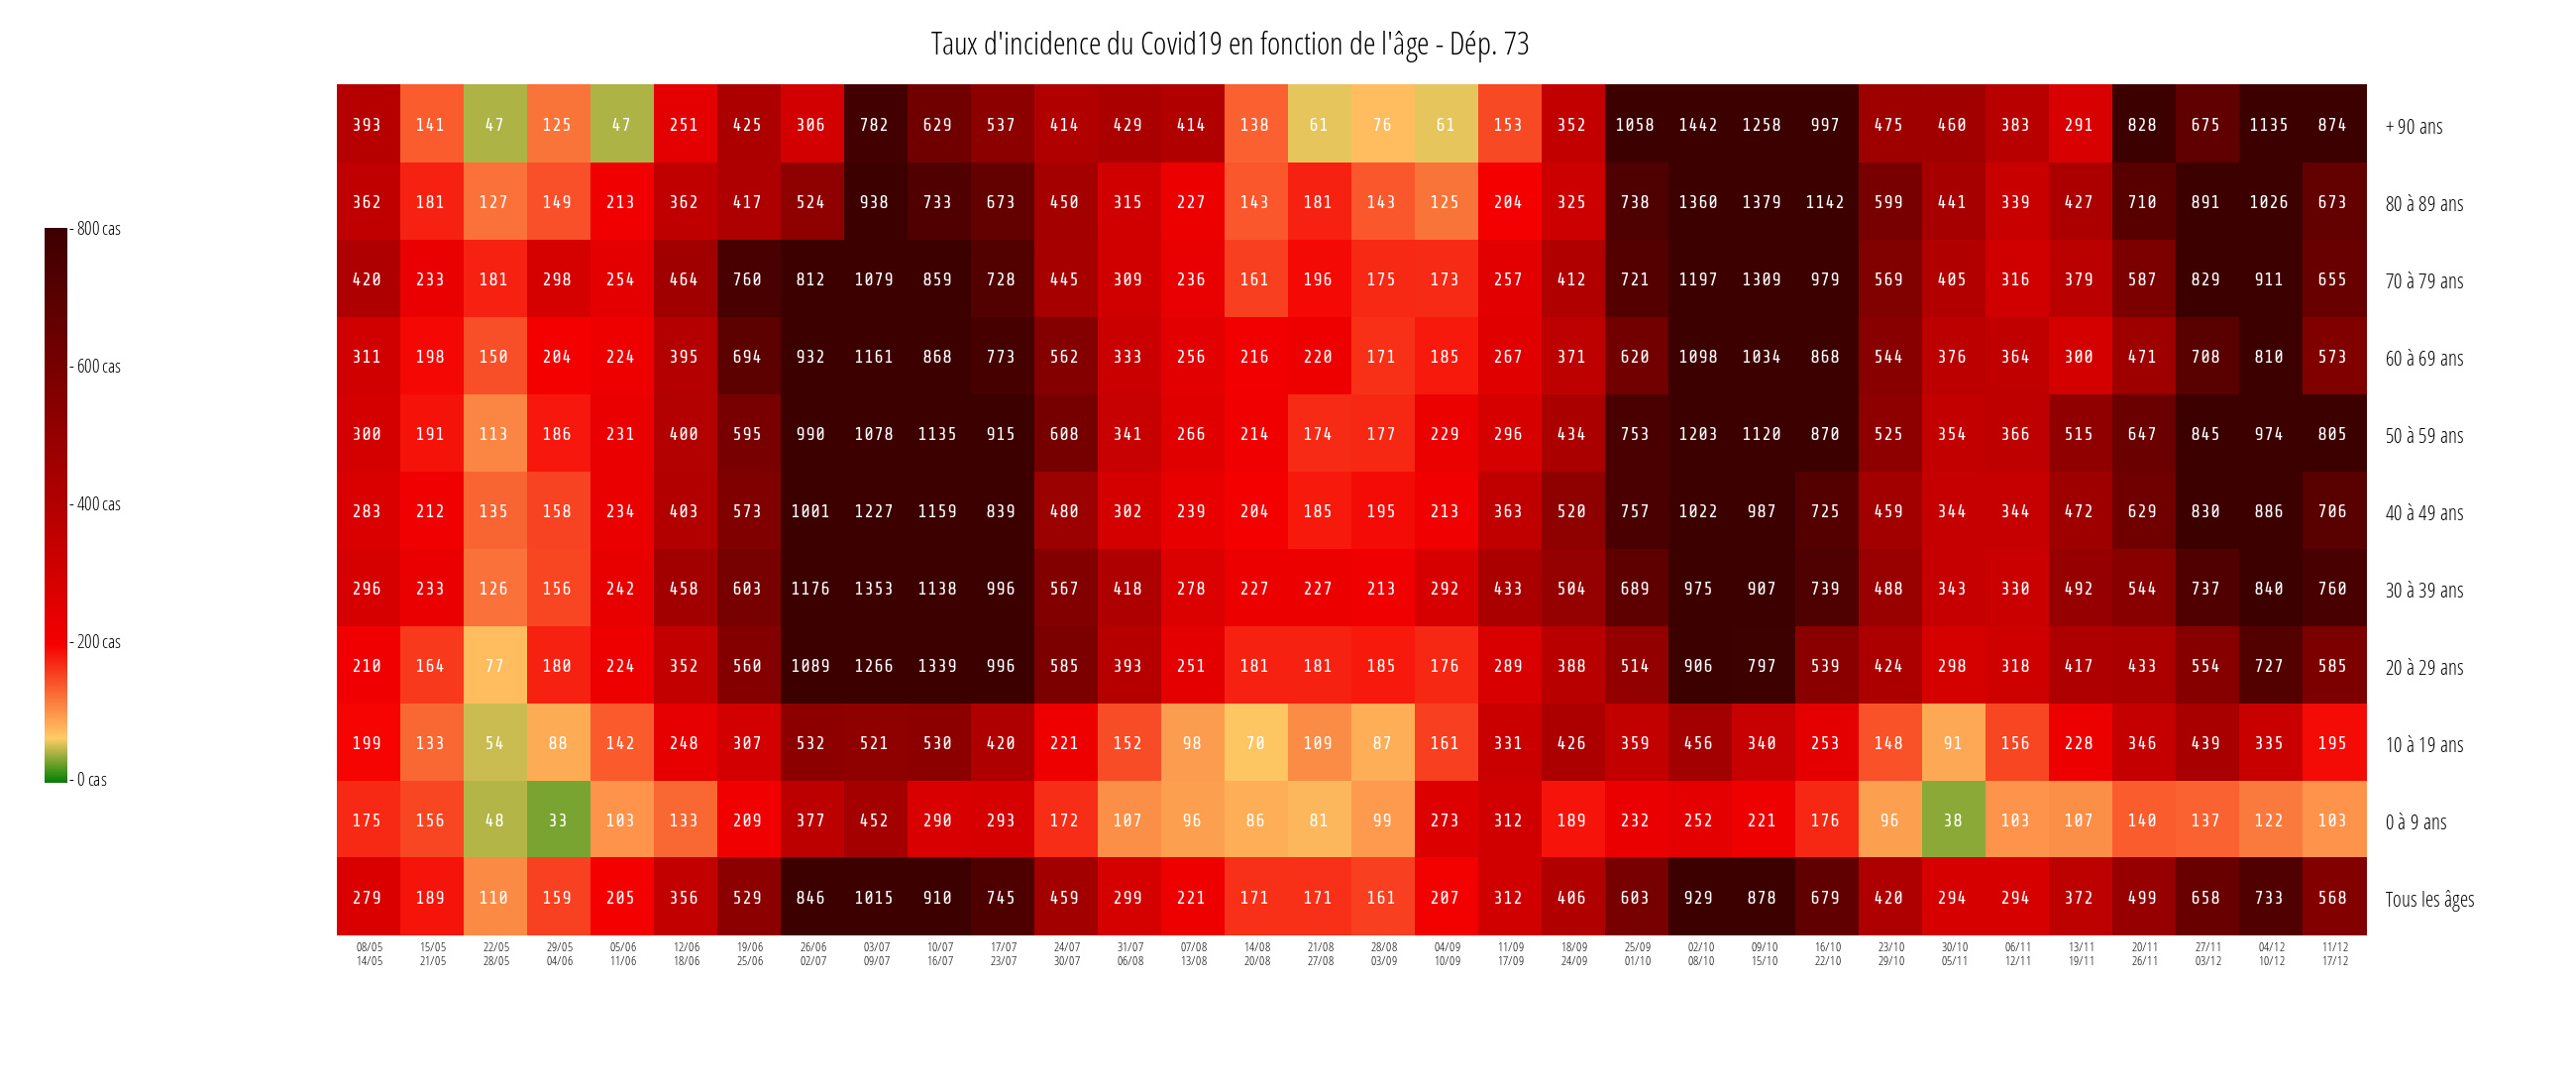 Taux d'incidence du Covid19 en fonction de l'âge - Dép. 73
393 141 47 125 47 251 425 306 782 629 537 414 429 414 138 61 76 61 153 352 1058 1442 1258 997 475 460 383 291 828 675 1135 874 + 90 ans
362 181 127 149 213 362 417 524 938 733 673 450 315 227 143 181 143 125 204 325 738 1360 1379 1142 599 441 339 427 710 891 1026 673 80 à 89 ans
- 800 cas
420 233 181 298 254 464 760 812 1079 859 728 445 309 236 161 196 175 173 257 412 721 1197 1309 979 569 405 316 379 587 829 911 655 70 à 79 ans
311 198 150 204 224 395 694 932 1161 868 773 562 333 256 216 220 171 185 267 371 620 1098 1034 868 544 376 364 300 471 708 810 573 60 à 69 ans
- 600 cas
300 191 113 186 231 400 595 990 1078 1135 915 608 341 266 214 174 177 229 296 434 753 1203 1120 870 525 354 366 515 647 845 974 805 50 à 59 ans
- 400 cas
283 212 135 158 234 403 573 1001 1227 1159 839 480 302 239 204 185 195 213 363 520 757 1022 987 725 459 344 344 472 629 830 886 706 40 à 49 ans
296 233 126 156 242 458 603 1176 1353 1138 996 567 418 278 227 227 213 292 433 504 689 975 907 739 488 343 330 492 544 737 840 760 30 à 39 ans
- 200 cas
210 164 77 180 224 352 560 1089 1266 1339 996 585 393 251 181 181 185 176 289 388 514 906 797 539 424 298 318 417 433 554 727 585 20 à 29 ans
199 133 54 88 142 248 307 532 521 530 420 221 152 98 70 109 87 161 331 426 359 456 340 253 148 91 156 228 346 439 335 195 10 à 19 ans
- 0 cas
175 156 48 33 103 133 209 377 452 290 293 172 107 96 86 81 99 273 312 189 232 252 221 176 96 38 103 107 140 137 122 103 0 à 9 ans
279 189 110 159 205 356 529 846 1015 910 745 459 299 221 171 171 161 207 312 406 603 929 878 679 420 294 294 372 499 658 733 568 Tous les âges
08/05 15/05 22/05 29/05 05/06 12/06 19/06 26/06 03/07 10/07 17/07 24/07 31/07 07/08 14/08 21/08 28/08 04/09 11/09 18/09 25/09 02/10 09/10 16/10 23/10 30/10 06/11 13/11 20/11 27/11 04/12 11/12
14/05 21/05 28/05 04/06 11/06 18/06 25/06 02/07 09/07 16/07 23/07 30/07 06/08 13/08 20/08 27/08 03/09 10/09 17/09 24/09 01/10 08/10 15/10 22/10 29/10 05/11 12/11 19/11 26/11 03/12 10/12 17/12